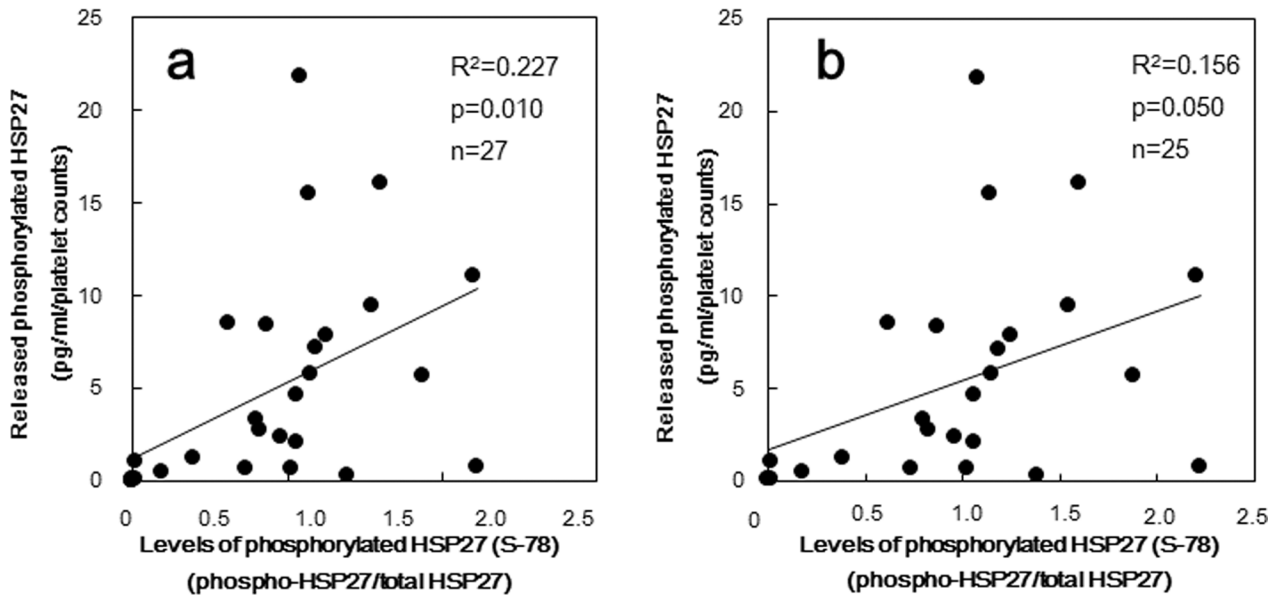 a
R²=0.227
p=0.010
n=27
25
20
15
10
5
0
Released phosphorylated HSP27
(pg/ml/platelet counts)
0 0.5 1.0 1.5 2.0 2.5
Levels of phosphorylated HSP27 (S-78)
(phospho-HSP27/total HSP27)
b
R²=0.156
p=0.050
n=25
25
20
15
10
5
0
Released phosphorylated HSP27
(pg/ml/platelet counts)
0 0.5 1.0 1.5 2.0 2.5
Levels of phosphorylated HSP27 (S-78)
(phospho-HSP27/total HSP27)